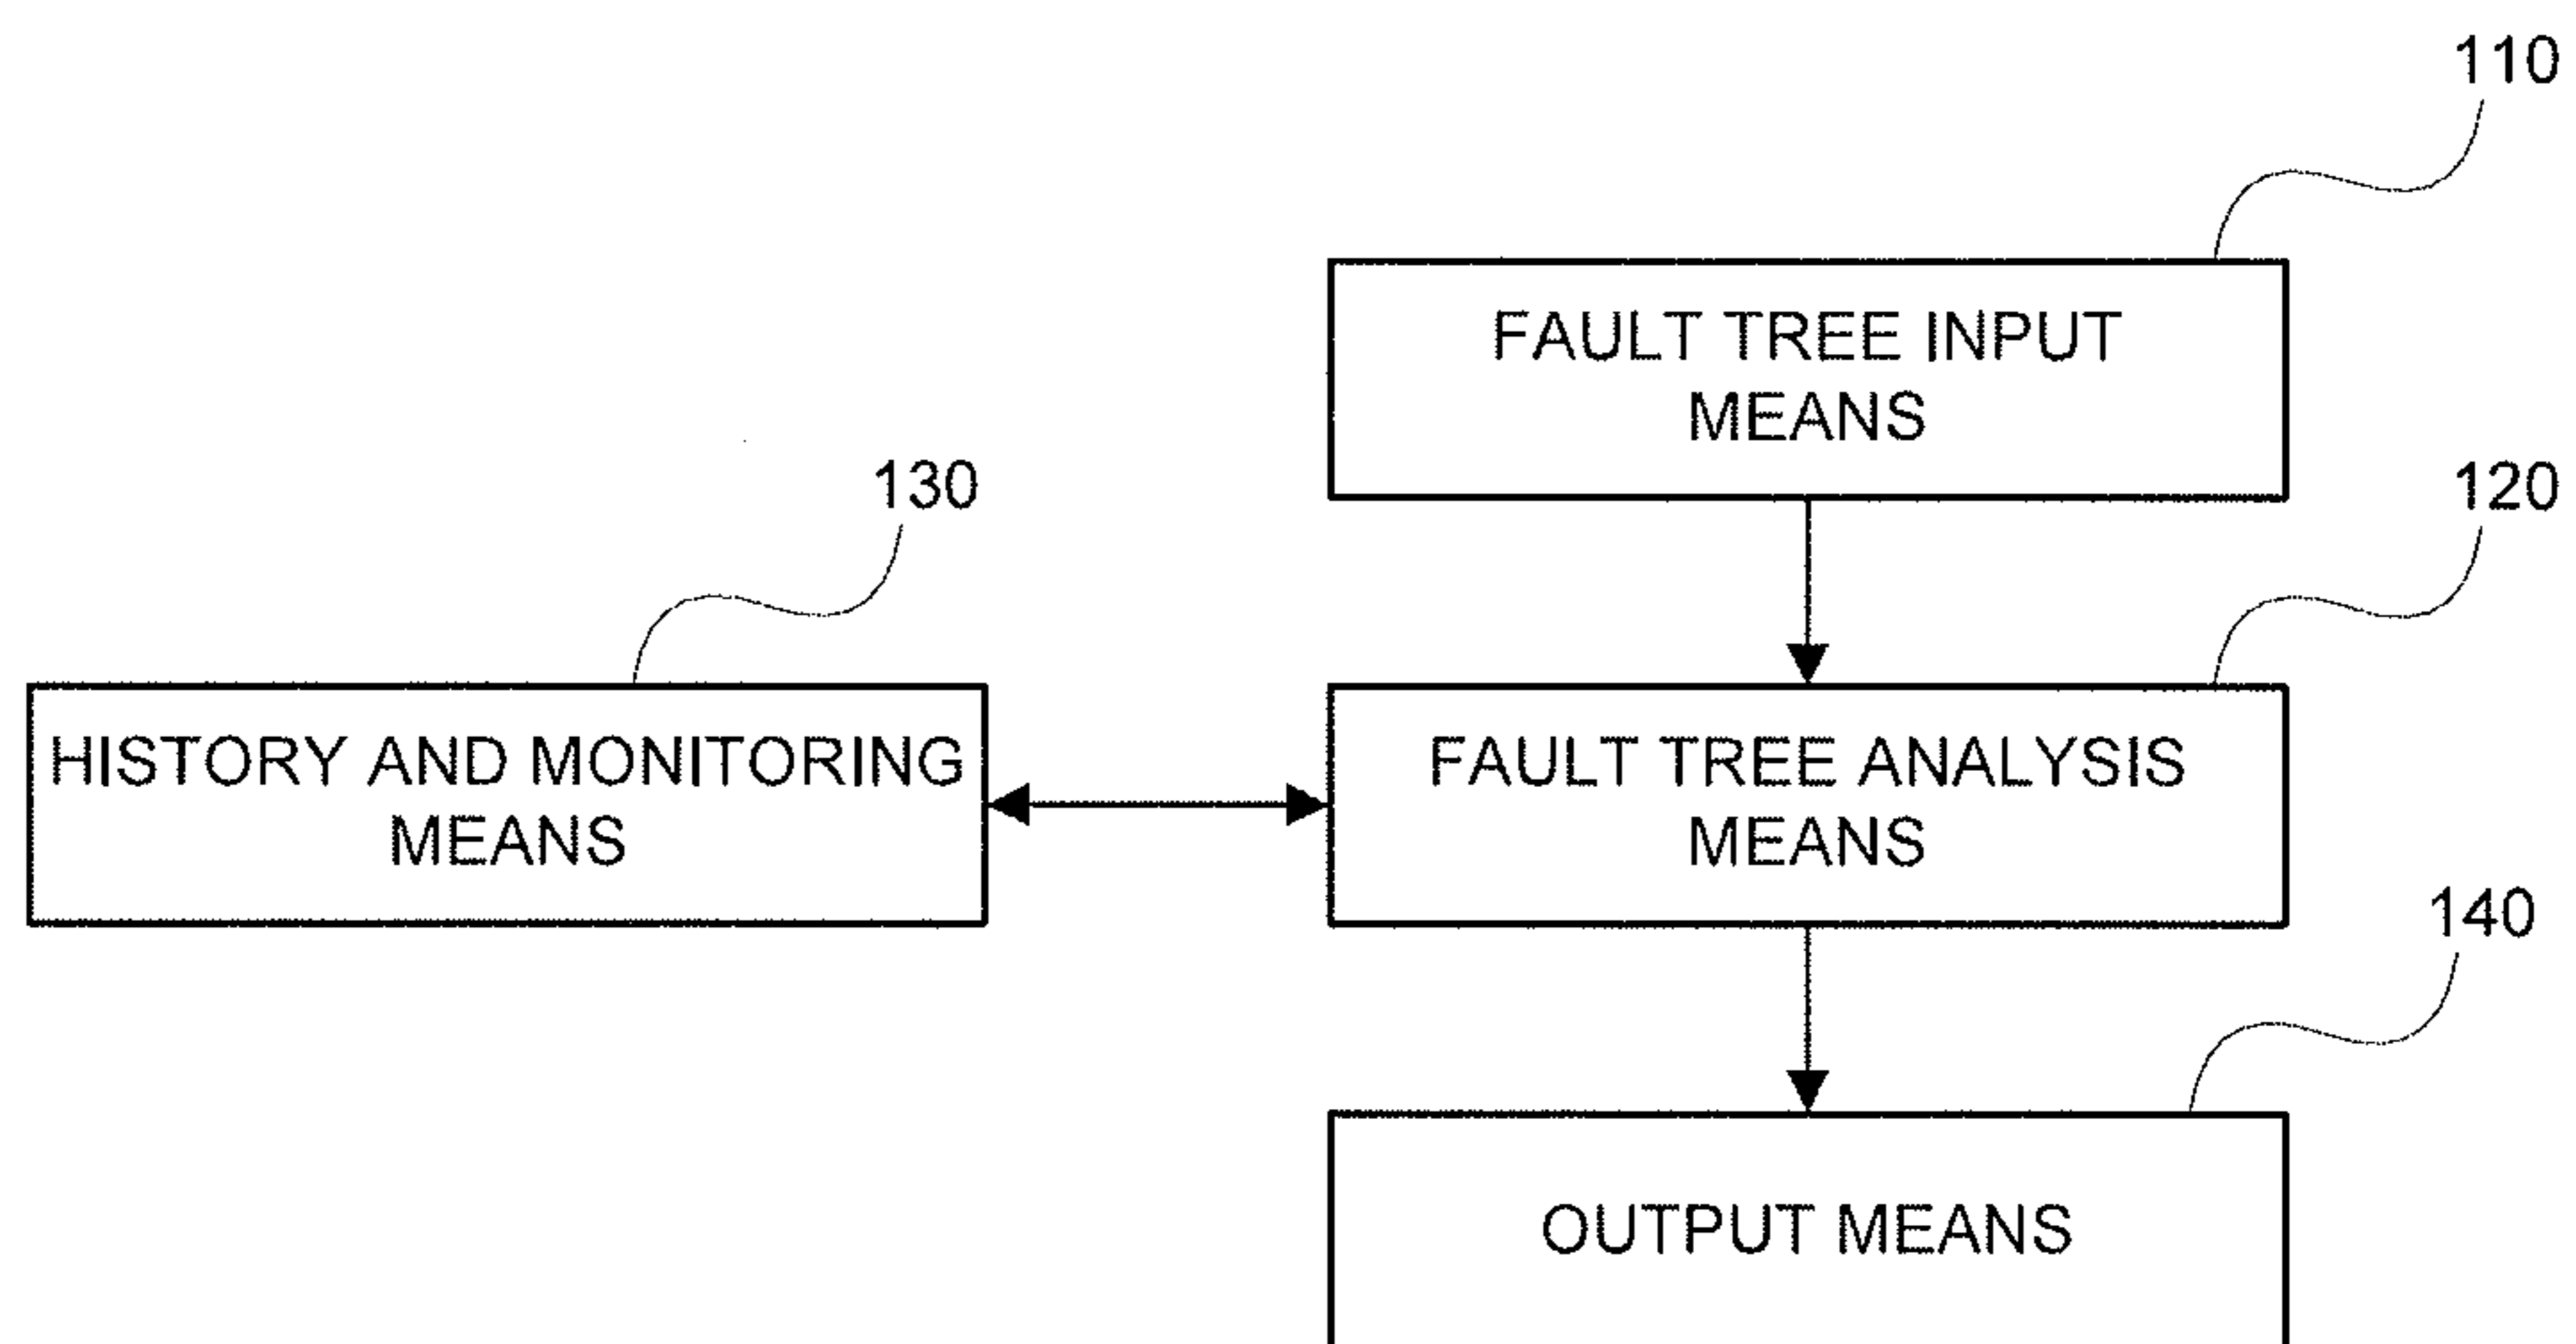 110
FAULT TREE INPUT
MEANS
130
120
HISTORY AND MONITORING
MEANS
FAULT TREE ANALYSIS
MEANS
140
OUTPUT MEANS